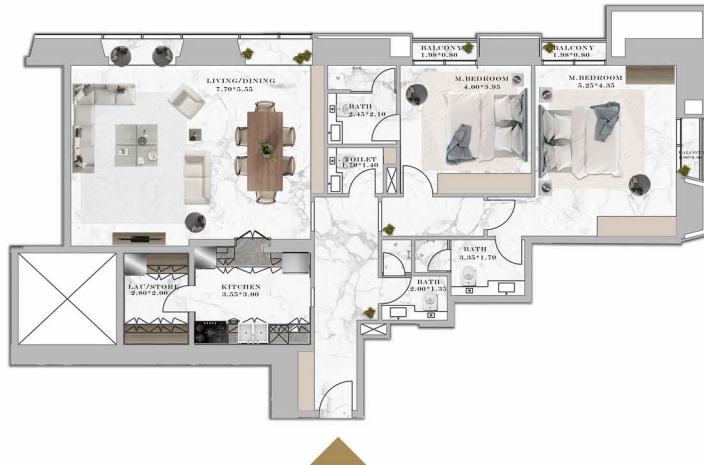 BALCONY
1.98*0.80
BALCONY
1.98*0.80
LIVING/DINING
7.70*5.55
M.BEDROOM
4.00*3.95
M.BEDROOM
5.25*4.35
BATH
2.45*2.10
TOILET
1.70*1.40
BALCONY
BATH
3.35*1.70
LAU/STORE
2.80*2.00
KITCHEN
3.55*3.00
BATH
2.00*1.35